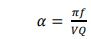 α = πf / VQ